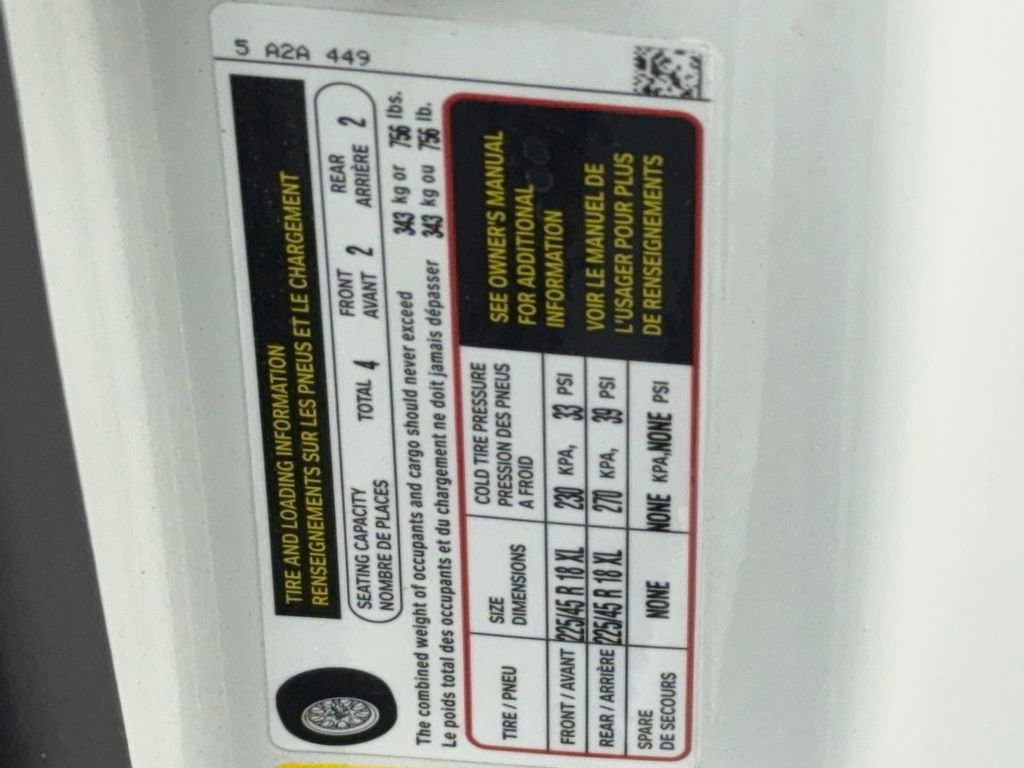 S A2A 449
TIRE AND LOADING INFORMATION
RENSEIGNEMENTS SUR LES PNEUS ET LE CHARGEMENT
SEATING CAPACITY
NOMBRE DE PLACES
TOTAL 4
FRONT
AVANT 2
REAR
ARRIÈRE 2
The combined weight of occupants and cargo should never exceed 343 kg or 756 lbs.
Le poids total des occupants et du chargement ne doit jamais dépasser 343 kg ou 756 lb.
TIRE / PNEU
SIZE
DIMENSIONS
COLD TIRE PRESSURE
PRESSION DES PNEUS
A FROID
FRONT / AVANT 225/45 R 18 XL 230 KPA, 33 PSI
REAR / ARRIÈRE 225/45 R 18 XL 270 KPA, 39 PSI
SPARE
DE SECOURS NONE NONE KPA,NONE PSI
SEE OWNER'S MANUAL
FOR ADDITIONAL
INFORMATION
VOIR LE MANUEL DE
L'USAGER POUR PLUS
DE RENSEIGNEMENTS